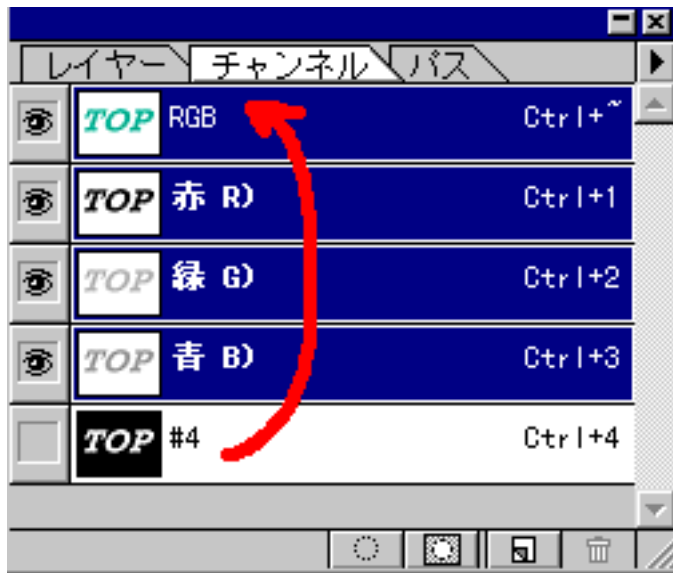 レイヤー チャンネル パス
TOP RGB Ctrl+~
TOP 赤 R) Ctrl+1
TOP 緑 G) Ctrl+2
TOP 青 B) Ctrl+3
TOP #4 Ctrl+4